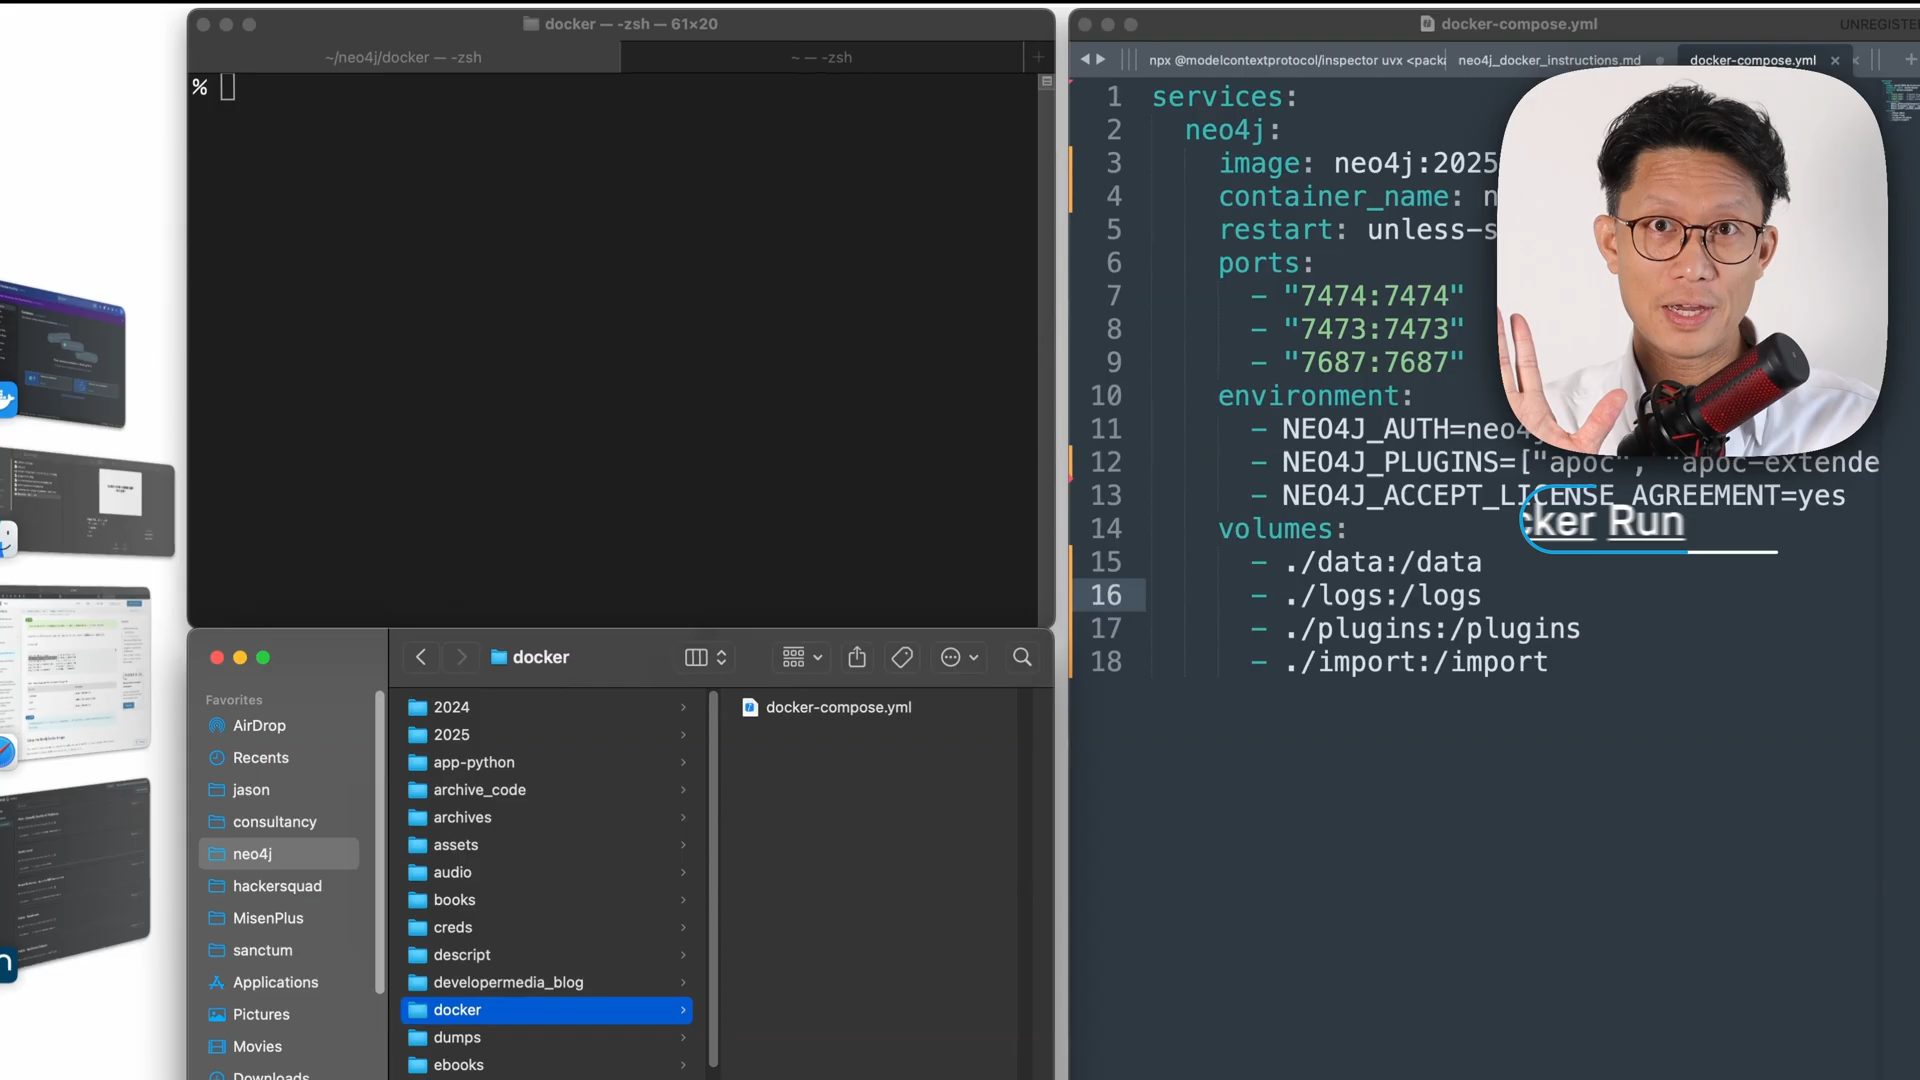 docker — -zsh — 61×20
~/neo4j/docker — -zsh
~ — -zsh
%
docker
Favorites
AirDrop
Recents
jason
consultancy
neo4j
hackersquad
MisenPlus
sanctum
Applications
Pictures
Movies
Downloads
2024
2025
app-python
archive_code
archives
assets
audio
books
creds
descript
developermedia_blog
docker
dumps
ebooks
docker-compose.yml
docker-compose.yml
UNREGISTE
npx @modelcontextprotocol/inspector uvx <packa
neo4j_docker_instructions.md
docker-compose.yml
1 services:
2 neo4j:
3 image: neo4j:2025
4 container_name: n
5 restart: unless-s
6 ports:
7 - "7474:7474"
8 - "7473:7473"
9 - "7687:7687"
10 environment:
11 - NEO4J_AUTH=neo4
12 - NEO4J_PLUGINS=["apoc", "apoc-extende
13 - NEO4J_ACCEPT_LICENSE_AGREEMENT=yes
14 volumes:
15 - ./data:/data
16 - ./logs:/logs
17 - ./plugins:/plugins
18 - ./import:/import
cker Run